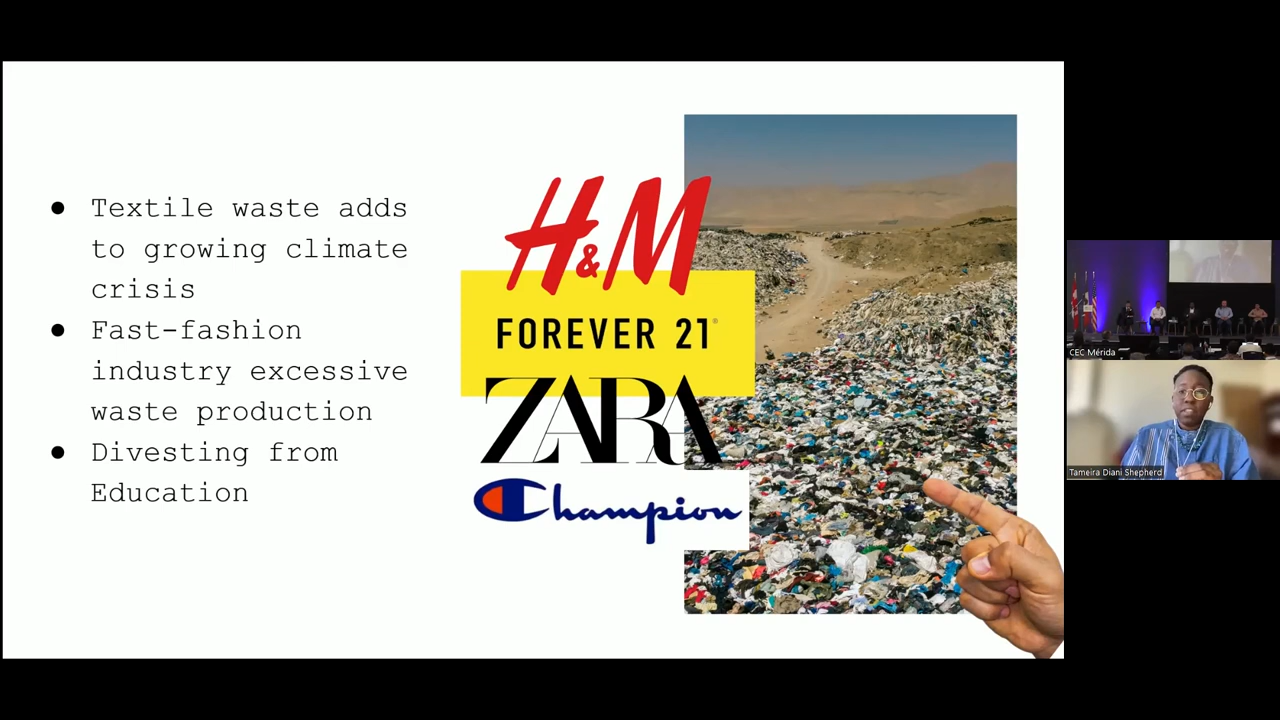 ● Textile waste adds
to growing climate
crisis
● Fast-fashion
industry excessive
waste production
● Divesting from
Education
H&M
FOREVER 21®
ZARA
Champion
CEC Mérida
Tameira Diani Shepherd